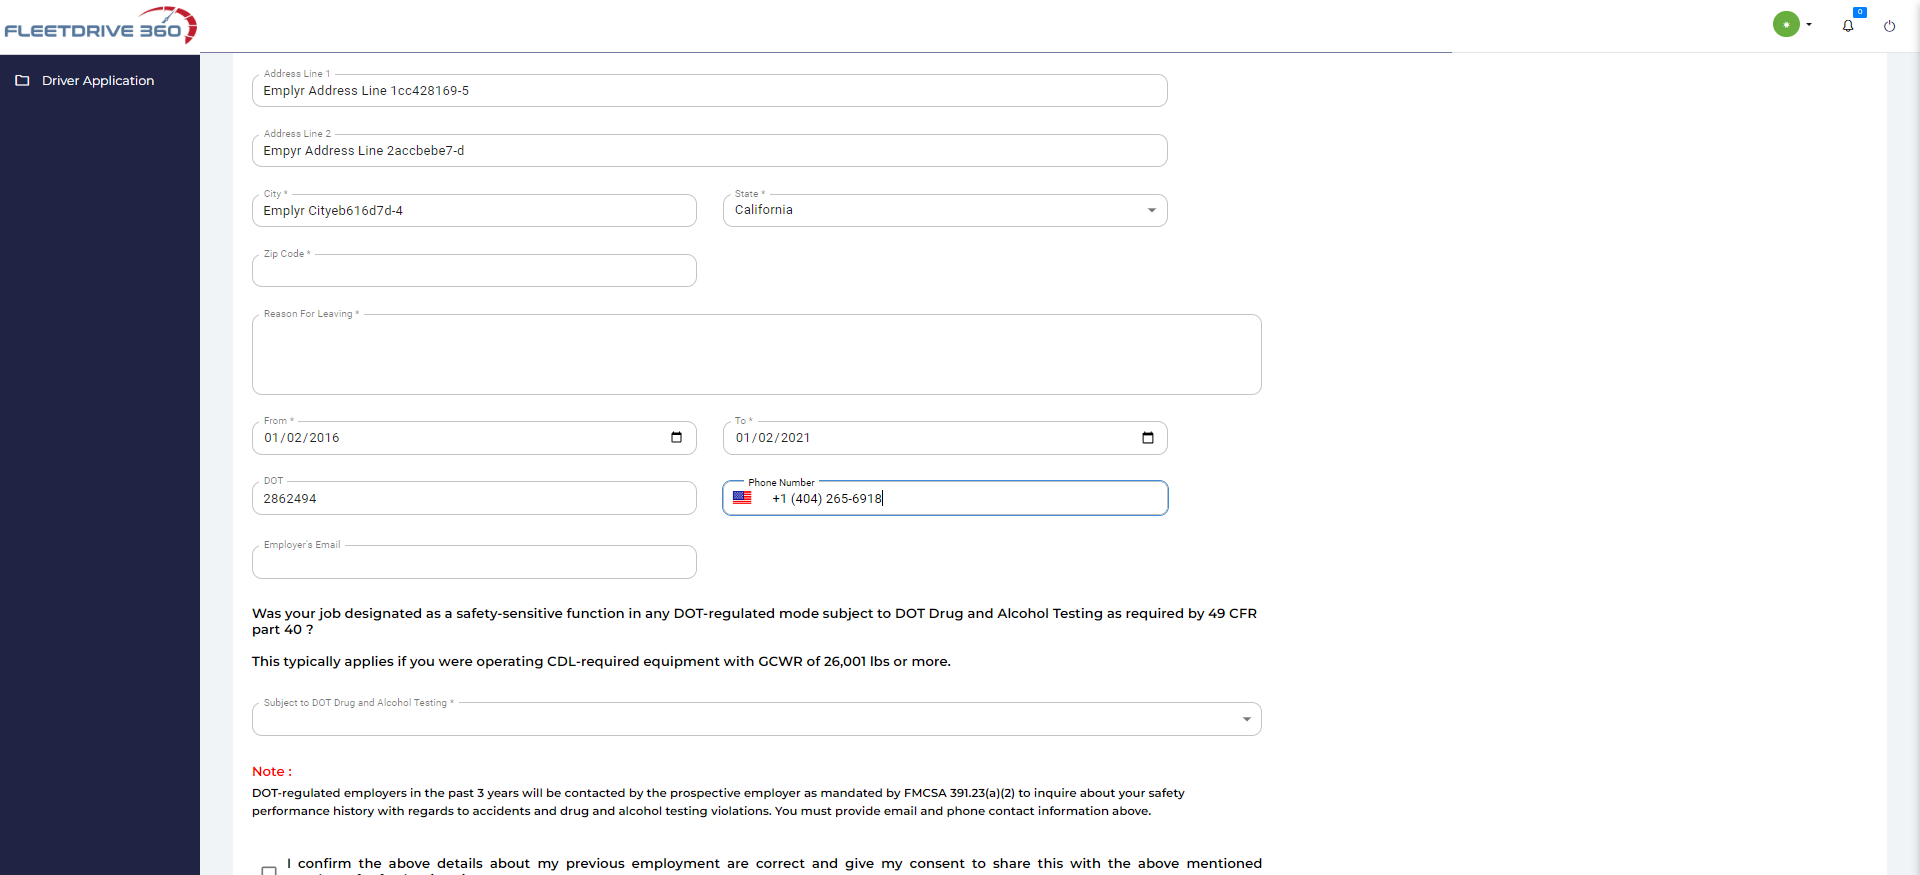 FLEETDRIVE 360
0
Driver Application
Address Line 1
Emplyr Address Line 1cc428169-5
Address Line 2
Empyr Address Line 2accbebe7-d
City *
Emplyr Cityeb616d7d-4
State *
California
Zip Code *
Reason For Leaving *
From *
01/02/2016
To *
01/02/2021
DOT
2862494
Phone Number
+1 (404) 265-6918
Employer's Email
Was your job designated as a safety-sensitive function in any DOT-regulated mode subject to DOT Drug and Alcohol Testing as required by 49 CFR
part 40 ?
This typically applies if you were operating CDL-required equipment with GCWR of 26,001 lbs or more.
Subject to DOT Drug and Alcohol Testing *
Note :
DOT-regulated employers in the past 3 years will be contacted by the prospective employer as mandated by FMCSA 391.23(a)(2) to inquire about your safety
performance history with regards to accidents and drug and alcohol testing violations. You must provide email and phone contact information above.
I confirm the above details about my previous employment are correct and give my consent to share this with the above mentioned